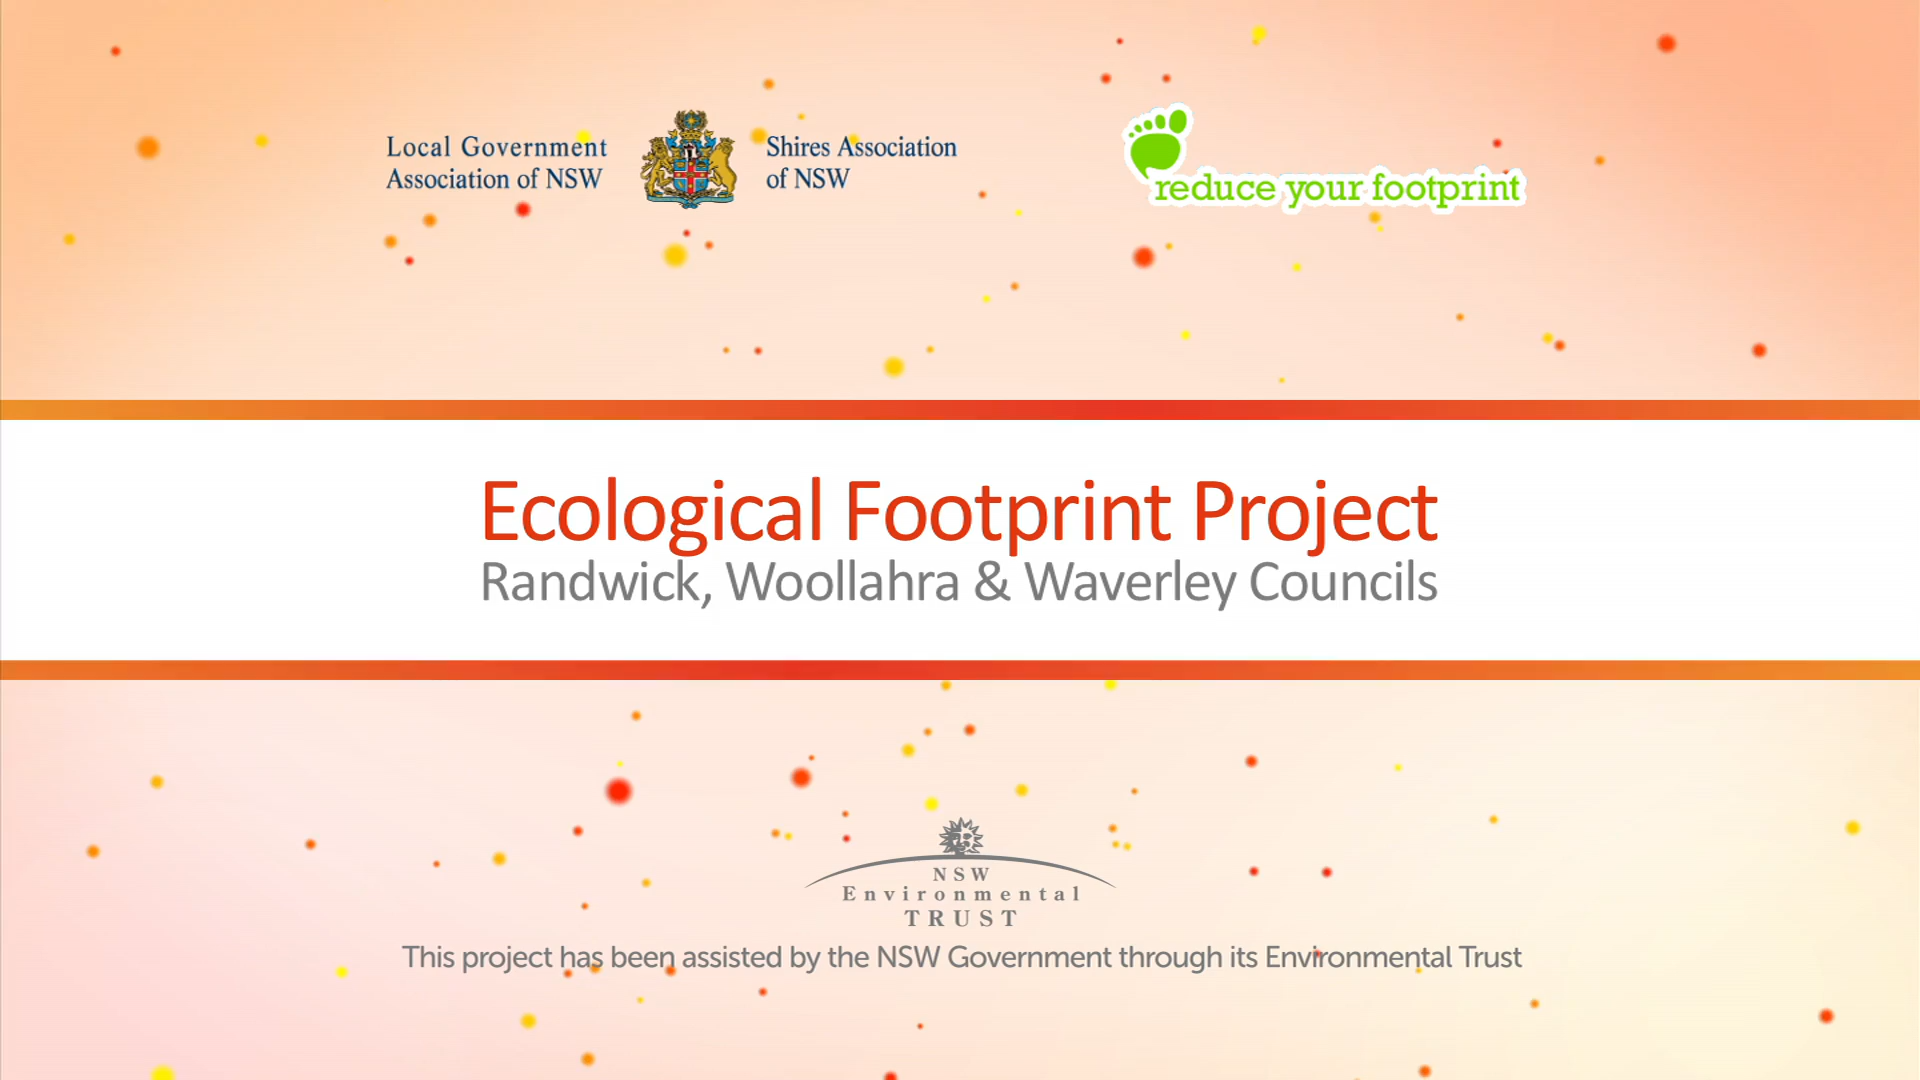 Local Government
Association of NSW
Shires Association
of NSW
reduce your footprint
Ecological Footprint Project
Randwick, Woollahra & Waverley Councils
NSW
Environmental
TRUST
This project has been assisted by the NSW Government through its Environmental Trust